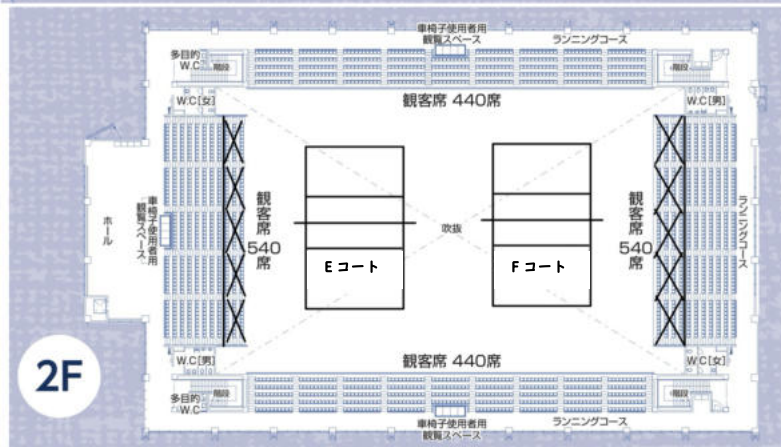 車椅子使用者用
観覧スペース
ランニングコース
多目的
W.C
階段
階段
W.C[女]
W.C[男]
観客席 440席
ホール
車椅子使用者用
観覧スペース
観客席
540
席
吹抜
Eコート
Fコート
観客席
540
席
ランニングコース
2F
W.C[男]
W.C[女]
観客席 440席
多目的
W.C
階段
階段
車椅子使用者用
観覧スペース
ランニングコース